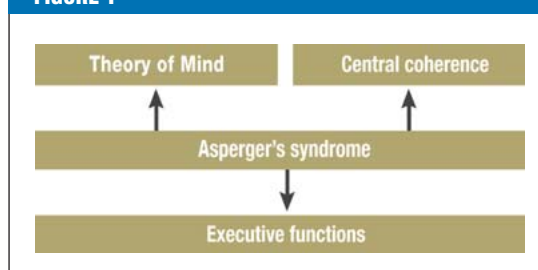 FIGURE 1
Theory of Mind
Central coherence
Asperger's syndrome
Executive functions